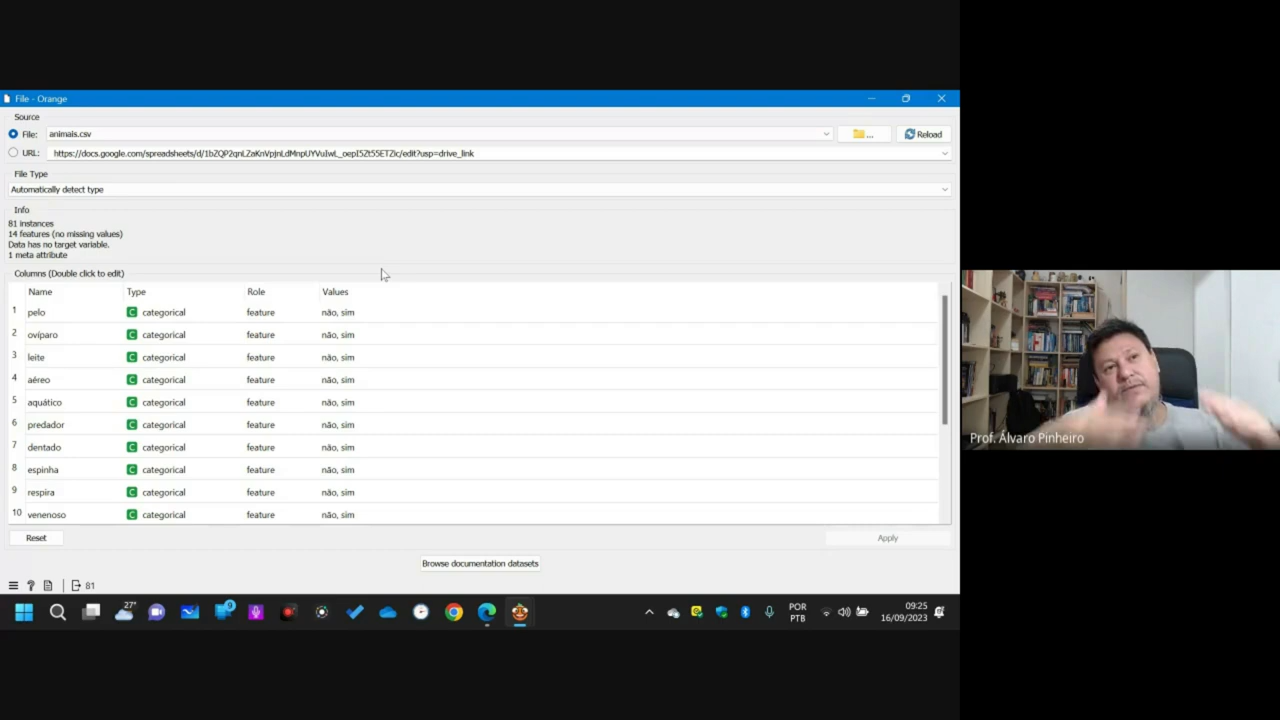 File - Orange
Source
File: animais.csv ... Reload
URL: https://docs.google.com/spreadsheets/d/1bZQP2qnLZaKnVpjnLdMnpUYVuIwL_oepI5Zt55ETZic/edit?usp=drive_link
File Type
Automatically detect type
Info
81 instances
14 features (no missing values)
Data has no target variable.
1 meta attribute
Columns (Double click to edit)
Name Type Role Values
1 pelo C categorical feature não, sim
2 ovíparo C categorical feature não, sim
3 leite C categorical feature não, sim
4 aéreo C categorical feature não, sim
5 aquático C categorical feature não, sim
6 predador C categorical feature não, sim
7 dentado C categorical feature não, sim
8 espinha C categorical feature não, sim
9 respira C categorical feature não, sim
10 venenoso C categorical feature não, sim
Reset Apply
Browse documentation datasets
81
27°
POR
PTB
09:25
16/09/2023
Prof. Álvaro Pinheiro